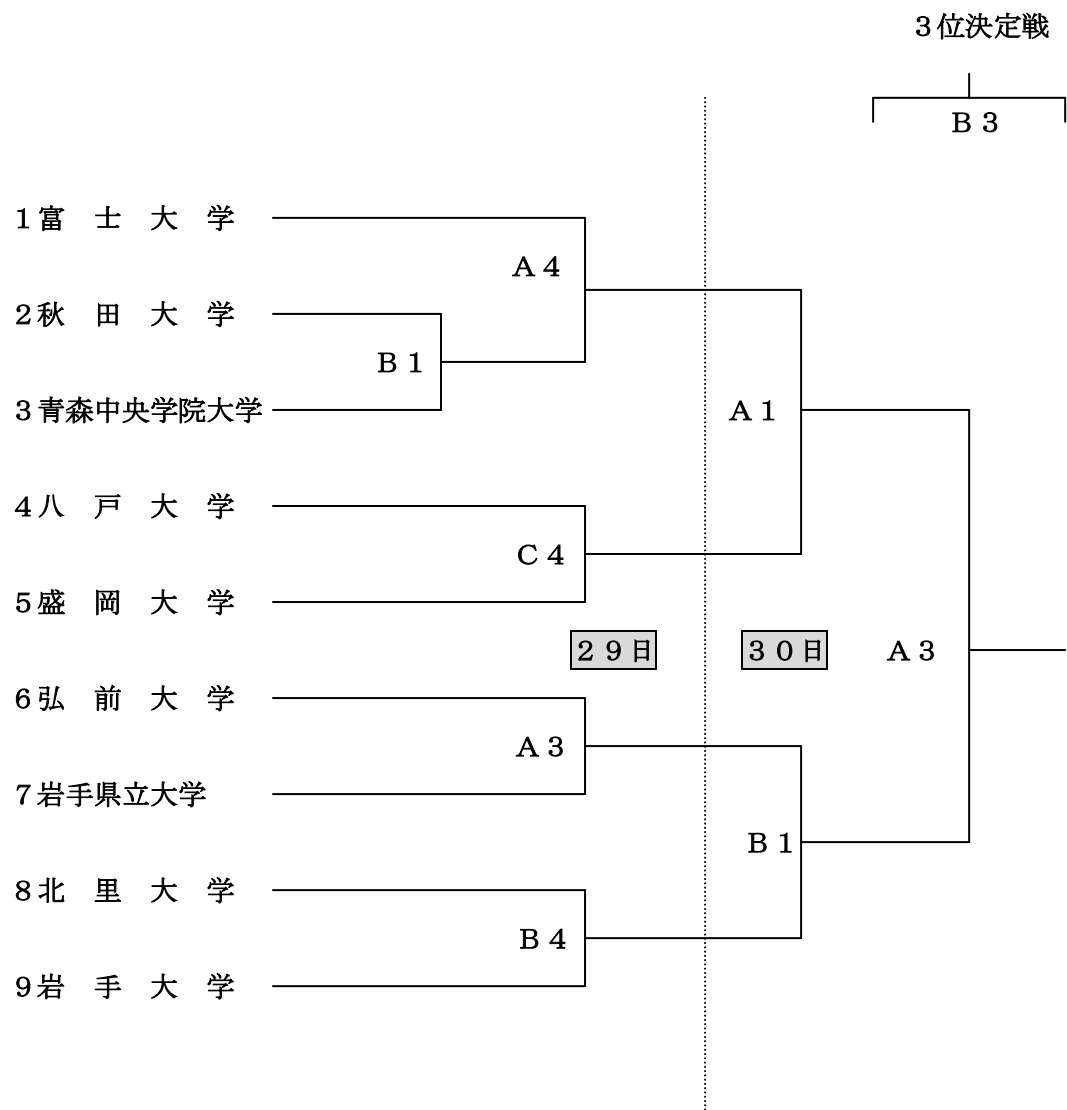 ３位決定戦
Ｂ３
１富　士　大　学
Ａ４
２秋　田　大　学
Ｂ１
３青森中央学院大学
Ａ１
４八　戸　大　学
Ｃ４
５盛　岡　大　学
２９日
３０日
Ａ３
６弘　前　大　学
Ａ３
７岩手県立大学
Ｂ１
８北　里　大　学
Ｂ４
９岩　手　大　学